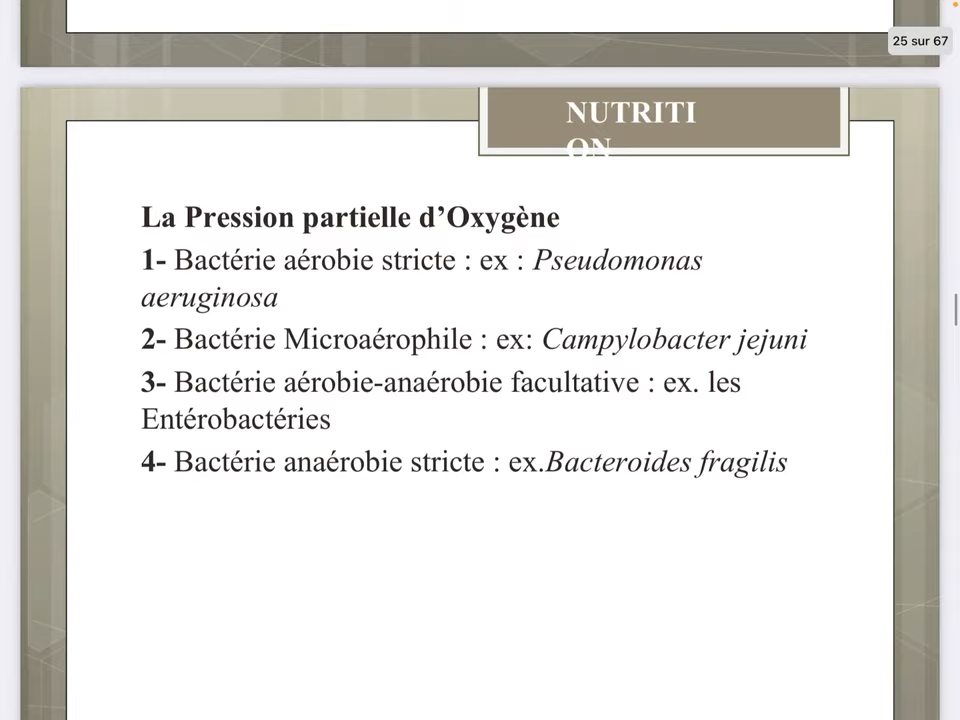 25 sur 67
NUTRITI
ON
La Pression partielle d’Oxygène
1- Bactérie aérobie stricte : ex : Pseudomonas
aeruginosa
2- Bactérie Microaérophile : ex: Campylobacter jejuni
3- Bactérie aérobie-anaérobie facultative : ex. les
Entérobactéries
4- Bactérie anaérobie stricte : ex.Bacteroides fragilis